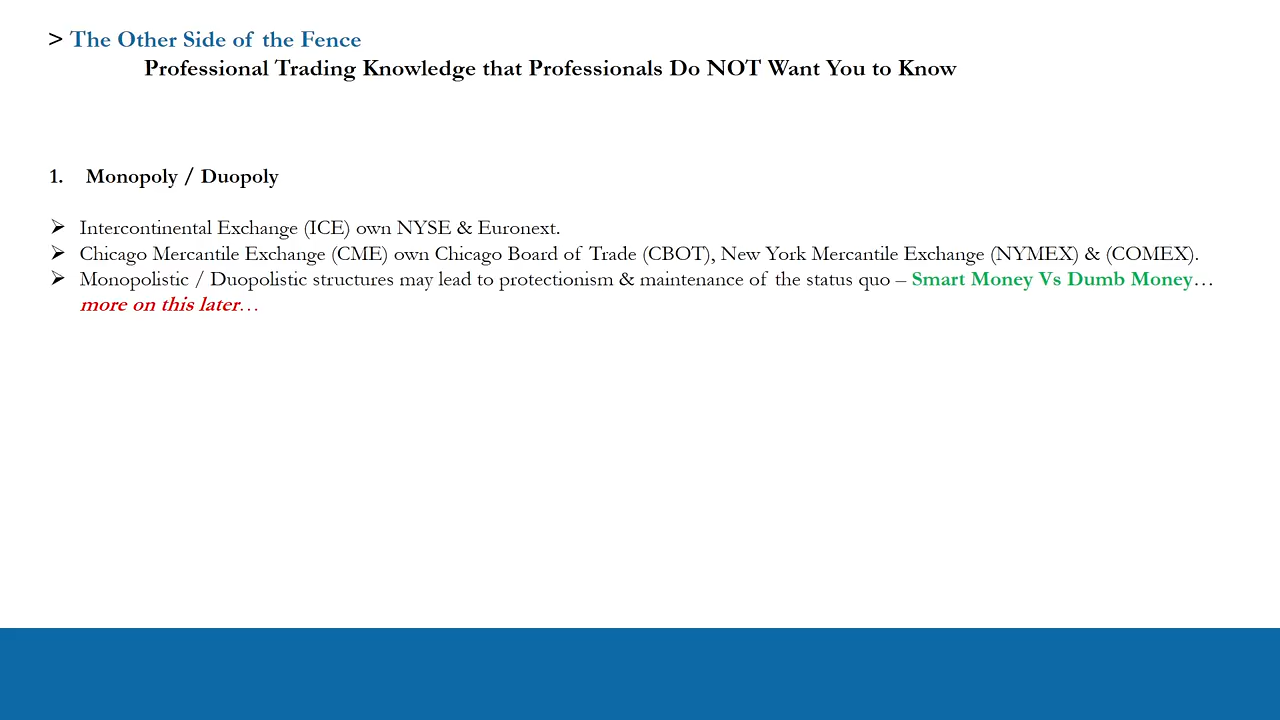 > The Other Side of the Fence
Professional Trading Knowledge that Professionals Do NOT Want You to Know
1. Monopoly / Duopoly
➢ Intercontinental Exchange (ICE) own NYSE & Euronext.
➢ Chicago Mercantile Exchange (CME) own Chicago Board of Trade (CBOT), New York Mercantile Exchange (NYMEX) & (COMEX).
➢ Monopolistic / Duopolistic structures may lead to protectionism & maintenance of the status quo – Smart Money Vs Dumb Money…
more on this later…